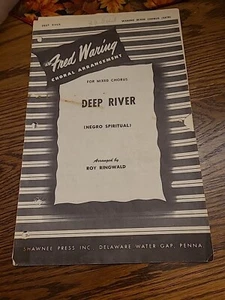 Fred Waring
CHORAL ARRANGEMENT
FOR MIXED CHORUS
DEEP RIVER
(NEGRO SPIRITUAL)
Arranged by
ROY RINGWALD
SHAWNEE PRESS INC. DELAWARE WATER GAP, PENNA